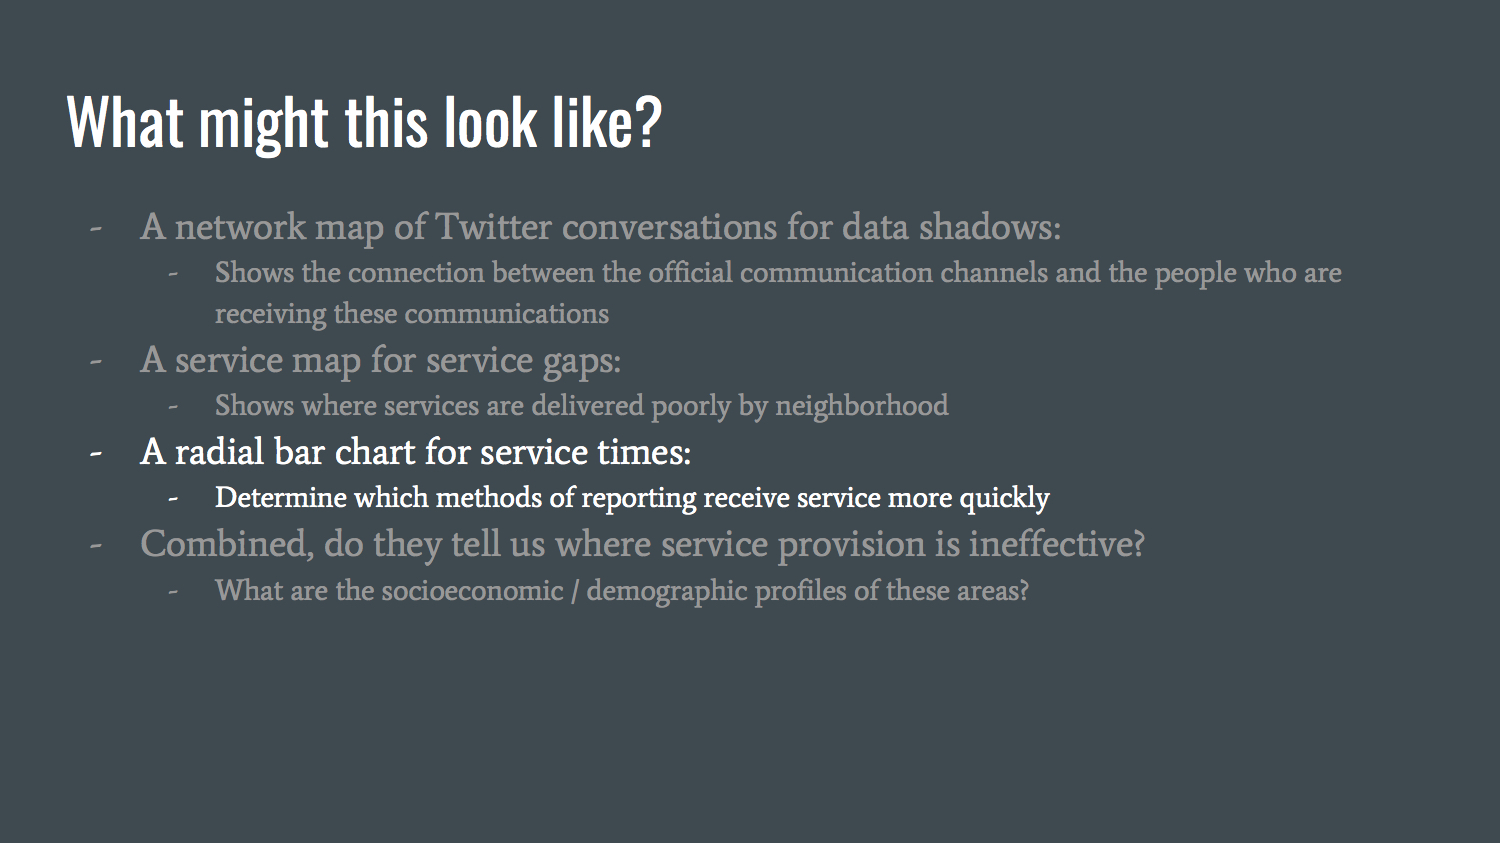 What might this look like?
- A network map of Twitter conversations for data shadows:
- Shows the connection between the official communication channels and the people who are
receiving these communications
- A service map for service gaps:
- Shows where services are delivered poorly by neighborhood
- A radial bar chart for service times:
- Determine which methods of reporting receive service more quickly
- Combined, do they tell us where service provision is ineffective?
- What are the socioeconomic / demographic profiles of these areas?